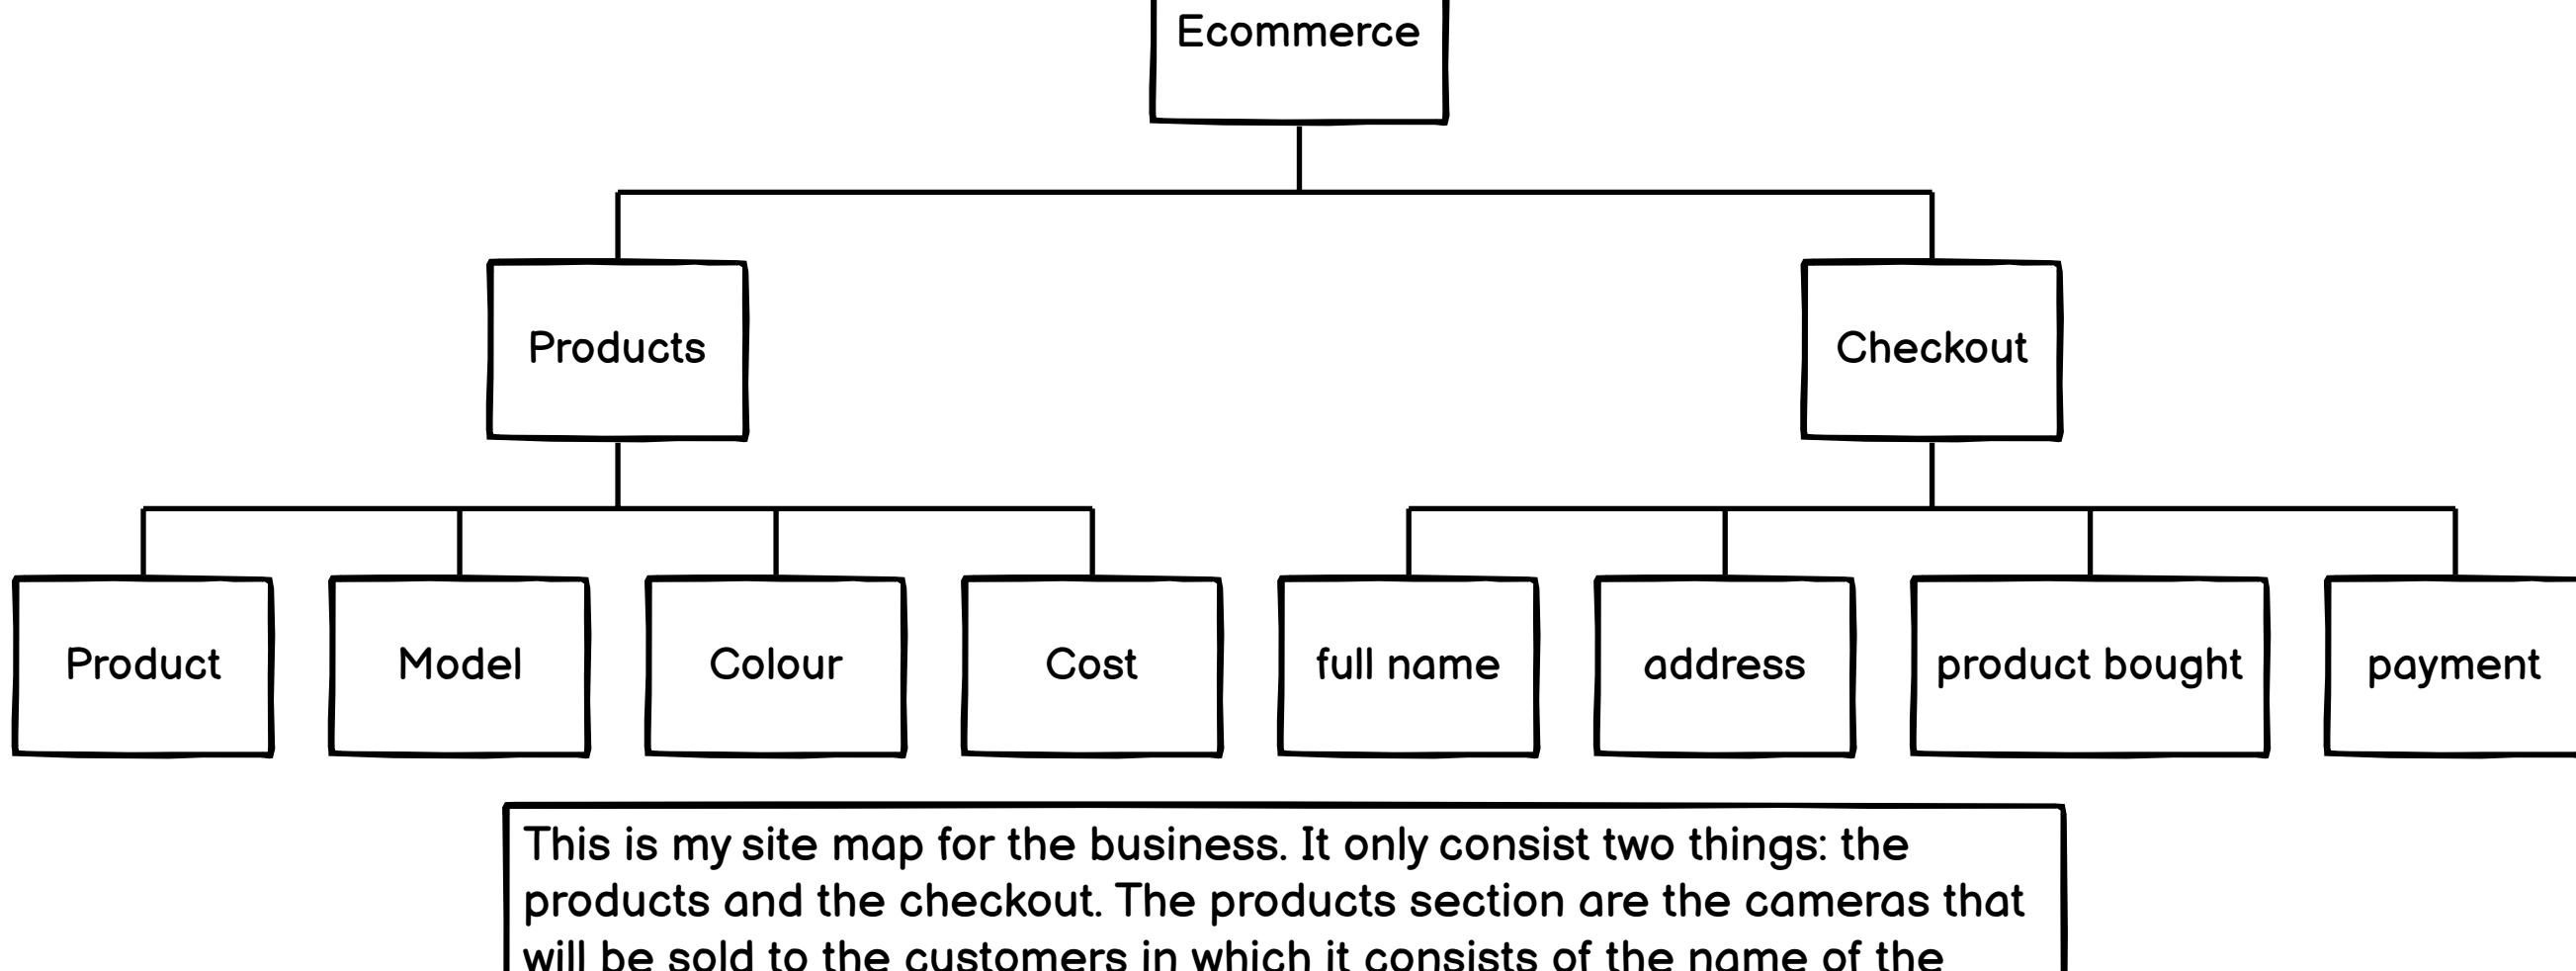 Ecommerce
Products
Checkout
Product
Model
Colour
Cost
full name
address
product bought
payment
This is my site map for the business. It only consist two things: the
products and the checkout. The products section are the cameras that
will be sold to the customers in which it consists of the name of the